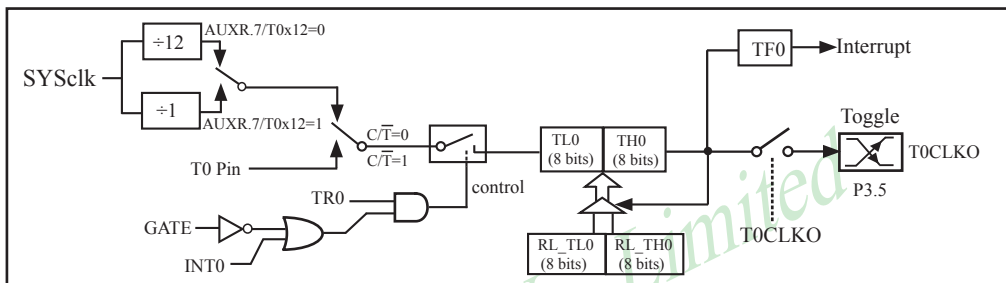 AUXR.7/T0x12=0
÷12
SYSclk
÷1
AUXR.7/T0x12=1
T0 Pin
C/T̅=0
C/T̅=1
TR0
control
GATE
INT0
TL0
(8 bits)
TH0
(8 bits)
RL_TL0
(8 bits)
RL_TH0
(8 bits)
TF0
Interrupt
Toggle
T0CLKO
P3.5
T0CLKO
Limited